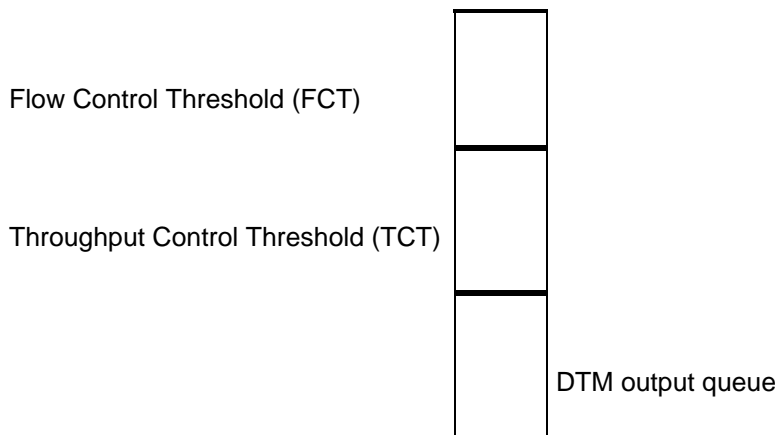 Flow Control Threshold (FCT)
Throughput Control Threshold (TCT)
DTM output queue